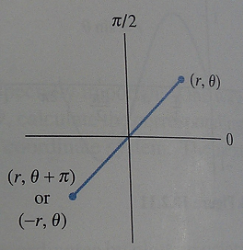 π/2
(r, θ)
0
(r, θ + π)
or
(−r, θ)